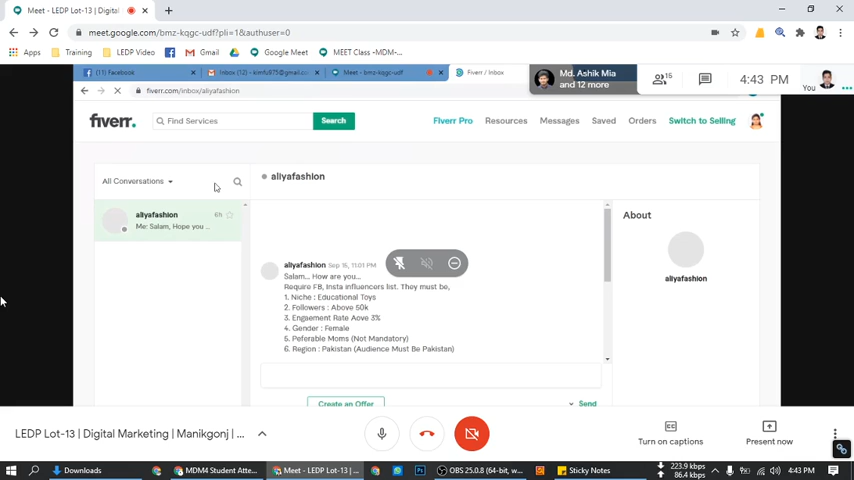 Meet - LEDP Lot-13 | Digital
meet.google.com/bmz-kqgc-udf?pli=1&authuser=0
Apps
Training
LEDP Video
Gmail
Google Meet
MEET Class -MDM-...
(11) Facebook
Inbox (12) - kimfu875@gmail.co
Meet - bmz-kqgc-udf
Fiverr / Inbox
Md. Ashik Mia
and 12 more
15
4:43 PM
You
fiverr.com/inbox/aliyafashion
fiverr.
Find Services
Search
Fiverr Pro
Resources
Messages
Saved
Orders
Switch to Selling
All Conversations
aliyafashion
aliyafashion
6h
Me: Salam, Hope you ..
About
aliyafashion
aliyafashion Sep 15, 11:01 PM
Salam... How are you...
Require FB, Insta influencers list. They must be,
1. Niche : Educational Toys
2. Followers : Above 50k
3. Engaement Rate Aove 3%
4. Gender : Female
5. Peferable Moms (Not Mandatory)
6. Region : Pakistan (Audience Must Be Pakistan)
Create an Offer
Send
LEDP Lot-13 | Digital Marketing | Manikgonj | ...
Turn on captions
Present now
Downloads
MDM4 Student Atte...
Meet - LEDP Lot-13 | ...
OBS 25.0.8 (64-bit, w...
Sticky Notes
223.9 kbps
86.4 kbps
4:43 PM